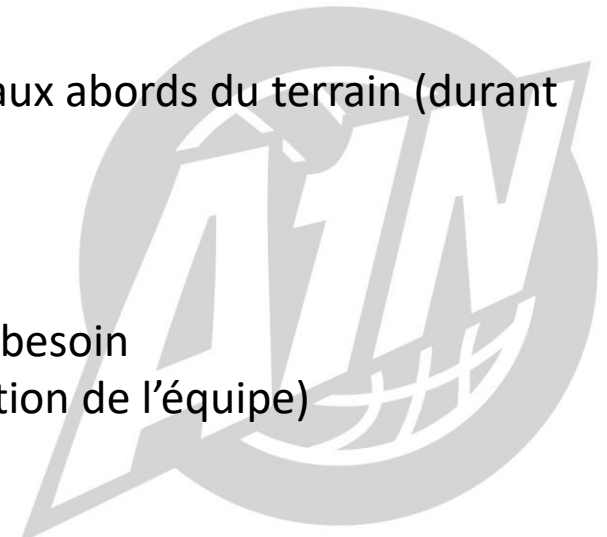 aux abords du terrain (durant
besoin
tion de l’équipe)
A1N